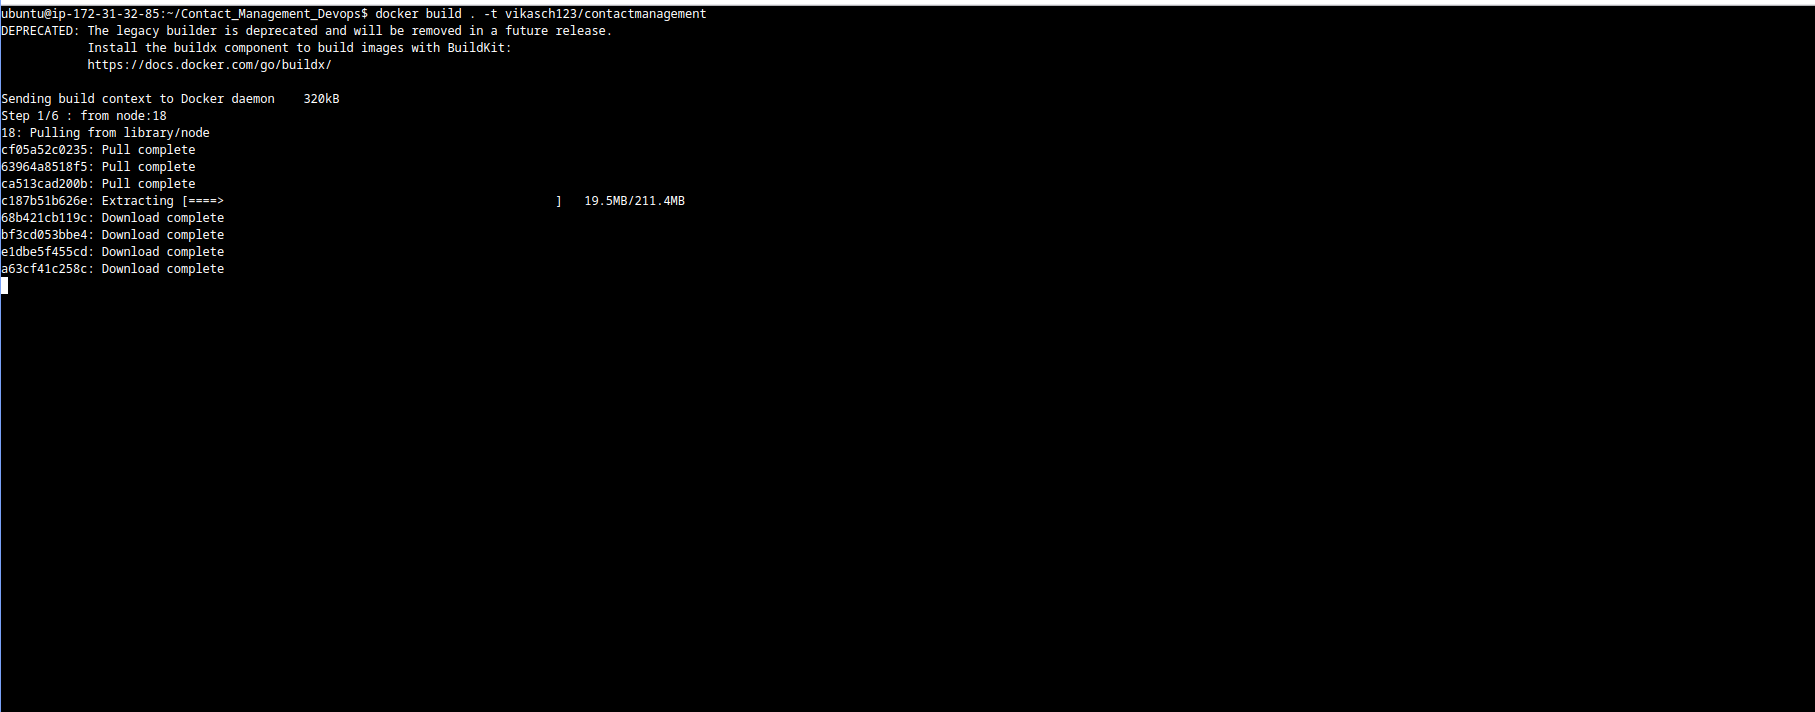 ubuntu@ip-172-31-32-85:~/Contact_Management_Devops$ docker build . -t vikasch123/contactmanagement
DEPRECATED: The legacy builder is deprecated and will be removed in a future release.
            Install the buildx component to build images with BuildKit:
            https://docs.docker.com/go/buildx/

Sending build context to Docker daemon    320kB
Step 1/6 : from node:18
18: Pulling from library/node
cf05a52c0235: Pull complete
63964a8518f5: Pull complete
ca513cad200b: Pull complete
c187b51b626e: Extracting [====>                                              ]   19.5MB/211.4MB
68b421cb119c: Download complete
bf3cd053bbe4: Download complete
e1dbe5f455cd: Download complete
a63cf41c258c: Download complete